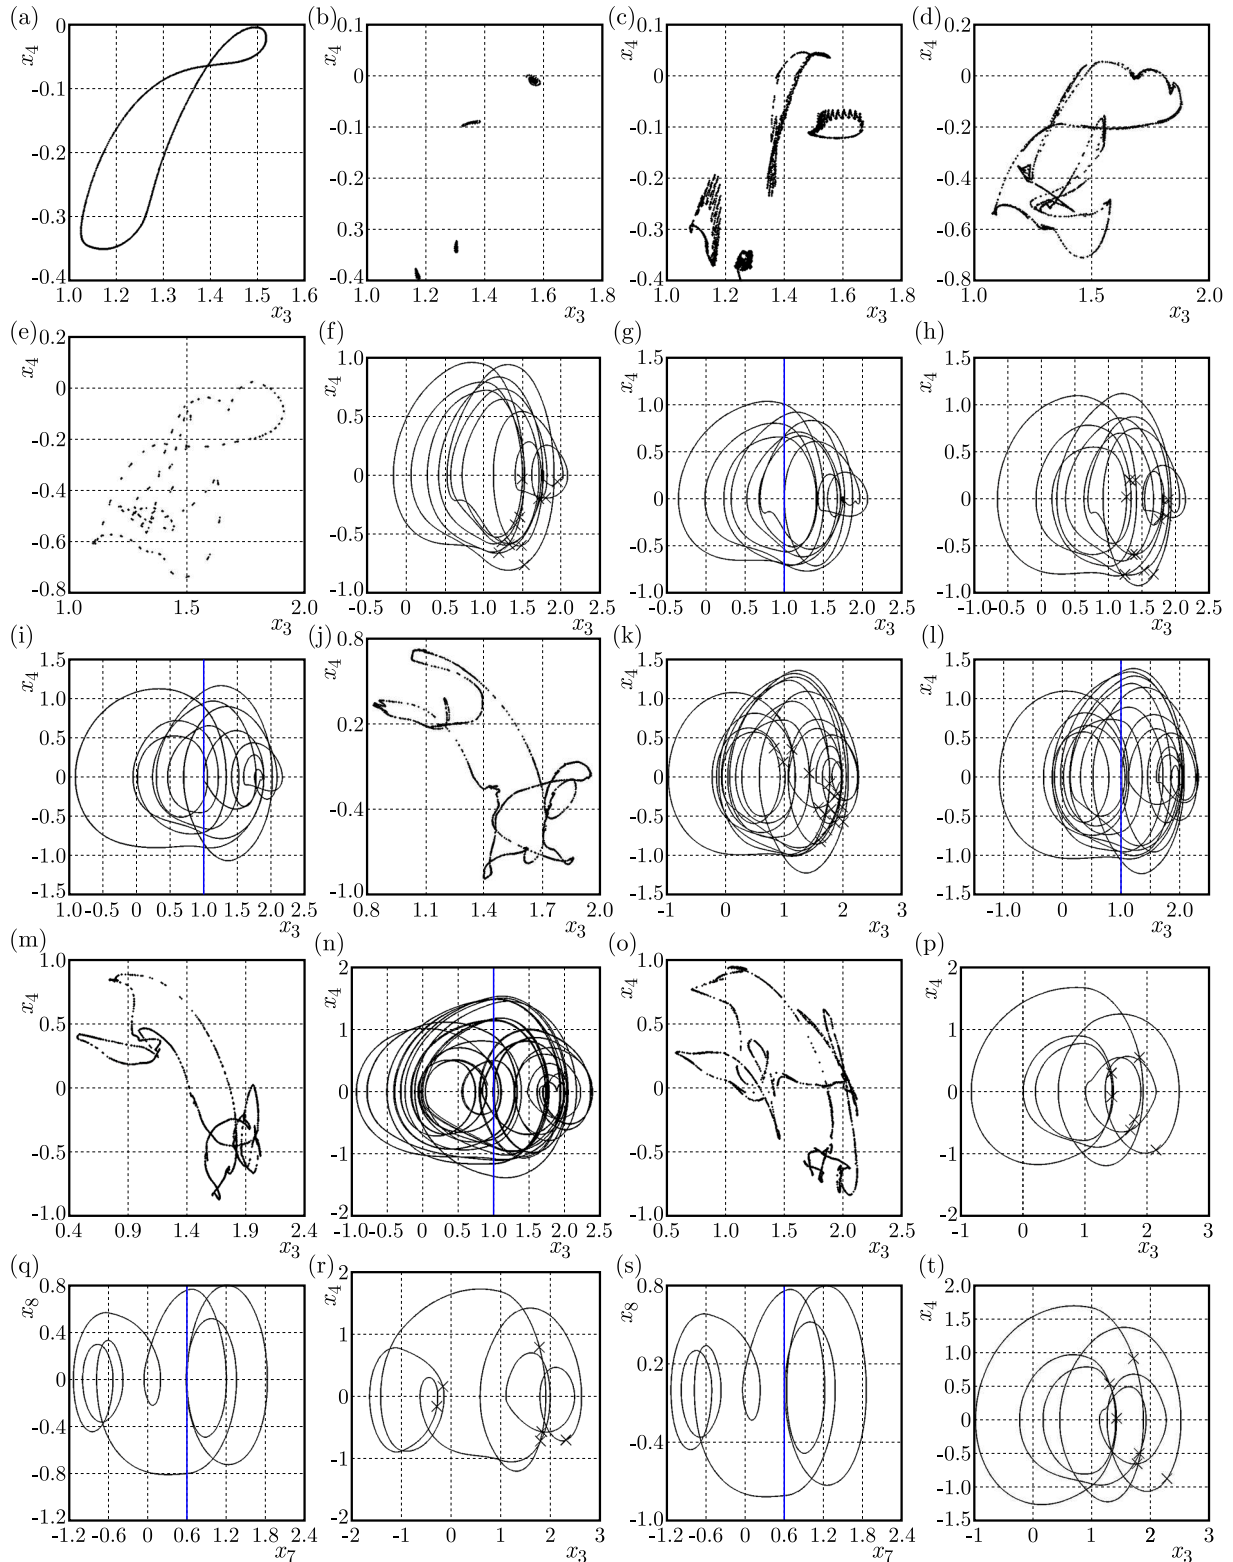 (a) (b) (c) (d)
0 0.1 0.1 0.2
x4 x4 x4 x4
-0.1 0 0 0
-0.2 -0.1 -0.1 -0.2
-0.2 -0.2 -0.4
-0.3 -0.3 -0.3 -0.6
-0.4 -0.4 -0.4 -0.8
1.0 1.2 1.3 1.4 1.5 1.6 1.0 1.2 1.4 1.6 1.8 1.0 1.2 1.4 1.6 1.8 1.0 1.5 2.0
x3 x3 x3 x3
(e) (f) (g) (h)
0.2 1.0 1.5 1.5
x4 x4 x4 x4
0 0.5 1.0 1.0
-0.2 0.5 0.5
0 0 0
-0.4 -0.5 -0.5 -0.5
-0.6
-0.8 -1.0 -1.0 -1.0
1.0 1.5 2.0 -0.5 0 0.5 1.0 1.5 2.0 2.5 -0.5 0 0.5 1.0 1.5 2.0 2.5 -1.0 -0.5 0 0.5 1.0 1.5 2.0 2.5
x3 x3 x3 x3
(i) (j) (k) (l)
1.5 0.8 1.5 1.5
x4 x4 x4 x4
1.0 1.0 1.0
0.5 0.2 0.5 0.5
0 0 0
-0.5 -0.4 -0.5 -0.5
-1.0 -1.0 -1.0
-1.5 -1.0 -1.5 -1.5
1.0 -0.5 0 0.5 1.0 1.5 2.0 2.5 0.8 1.1 1.4 1.7 2.0 -1 0 1 2 3 -1.0 0 1.0 2.0
x3 x3 x3 x3
(m) (n) (o) (p)
1.0 2 1.0 2
x4 x4 x4 x4
0.5 1 0.5 1
0 0 0 0
-0.5 -1 -0.5 -1
-1.0 -2 -1.0 -2
0.4 0.9 1.4 1.9 2.4 -1.0 -0.5 0 0.5 1.0 1.5 2.0 2.5 0.5 1.0 1.5 2.0 2.5 -1 0 1 2 3
x3 x3 x3 x3
(q) (r) (s) (t)
0.8 2 0.8 2.0
x8 x4 x8 x4
0.4 1 0.2 1.5
1.0
0 0 0.5
-0.4 0
-0.8 -1 -0.4 -0.5
-1.0
-1.2 -2 -1.0 -1.5
-1.2 -0.6 0 0.6 1.2 1.8 2.4 -2 -1 0 1 2 3 -1.2 -0.6 0 0.6 1.2 1.8 2.4 -1 0 1 2 3
x7 x3 x7 x3